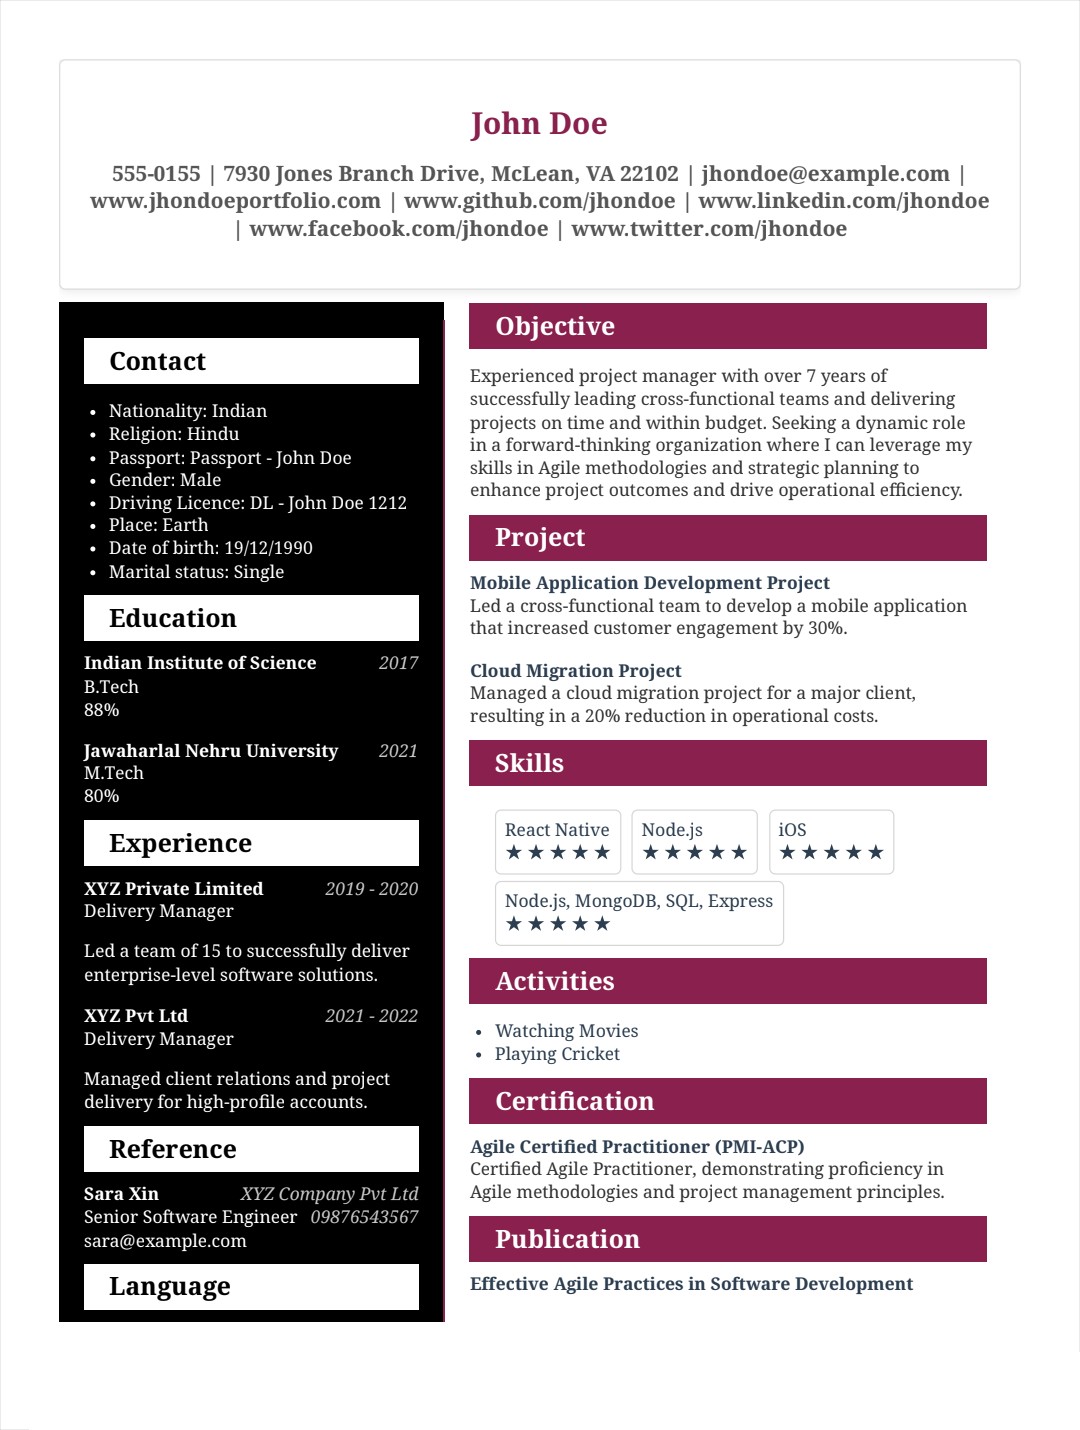 John Doe
555-0155 | 7930 Jones Branch Drive, McLean, VA 22102 | jhondoe@example.com |
www.jhondoeportfolio.com | www.github.com/jhondoe | www.linkedin.com/jhondoe
| www.facebook.com/jhondoe | www.twitter.com/jhondoe
Contact
• Nationality: Indian
• Religion: Hindu
• Passport: Passport - John Doe
• Gender: Male
• Driving Licence: DL - John Doe 1212
• Place: Earth
• Date of birth: 19/12/1990
• Marital status: Single
Education
Indian Institute of Science 2017
B.Tech
88%
Jawaharlal Nehru University 2021
M.Tech
80%
Experience
XYZ Private Limited 2019 - 2020
Delivery Manager
Led a team of 15 to successfully deliver
enterprise-level software solutions.
XYZ Pvt Ltd 2021 - 2022
Delivery Manager
Managed client relations and project
delivery for high-profile accounts.
Reference
Sara Xin XYZ Company Pvt Ltd
Senior Software Engineer 09876543567
sara@example.com
Language
Objective
Experienced project manager with over 7 years of
successfully leading cross-functional teams and delivering
projects on time and within budget. Seeking a dynamic role
in a forward-thinking organization where I can leverage my
skills in Agile methodologies and strategic planning to
enhance project outcomes and drive operational efficiency.
Project
Mobile Application Development Project
Led a cross-functional team to develop a mobile application
that increased customer engagement by 30%.
Cloud Migration Project
Managed a cloud migration project for a major client,
resulting in a 20% reduction in operational costs.
Skills
React Native
★★★★★
Node.js
★★★★★
iOS
★★★★★
Node.js, MongoDB, SQL, Express
★★★★★
Activities
• Watching Movies
• Playing Cricket
Certification
Agile Certified Practitioner (PMI-ACP)
Certified Agile Practitioner, demonstrating proficiency in
Agile methodologies and project management principles.
Publication
Effective Agile Practices in Software Development